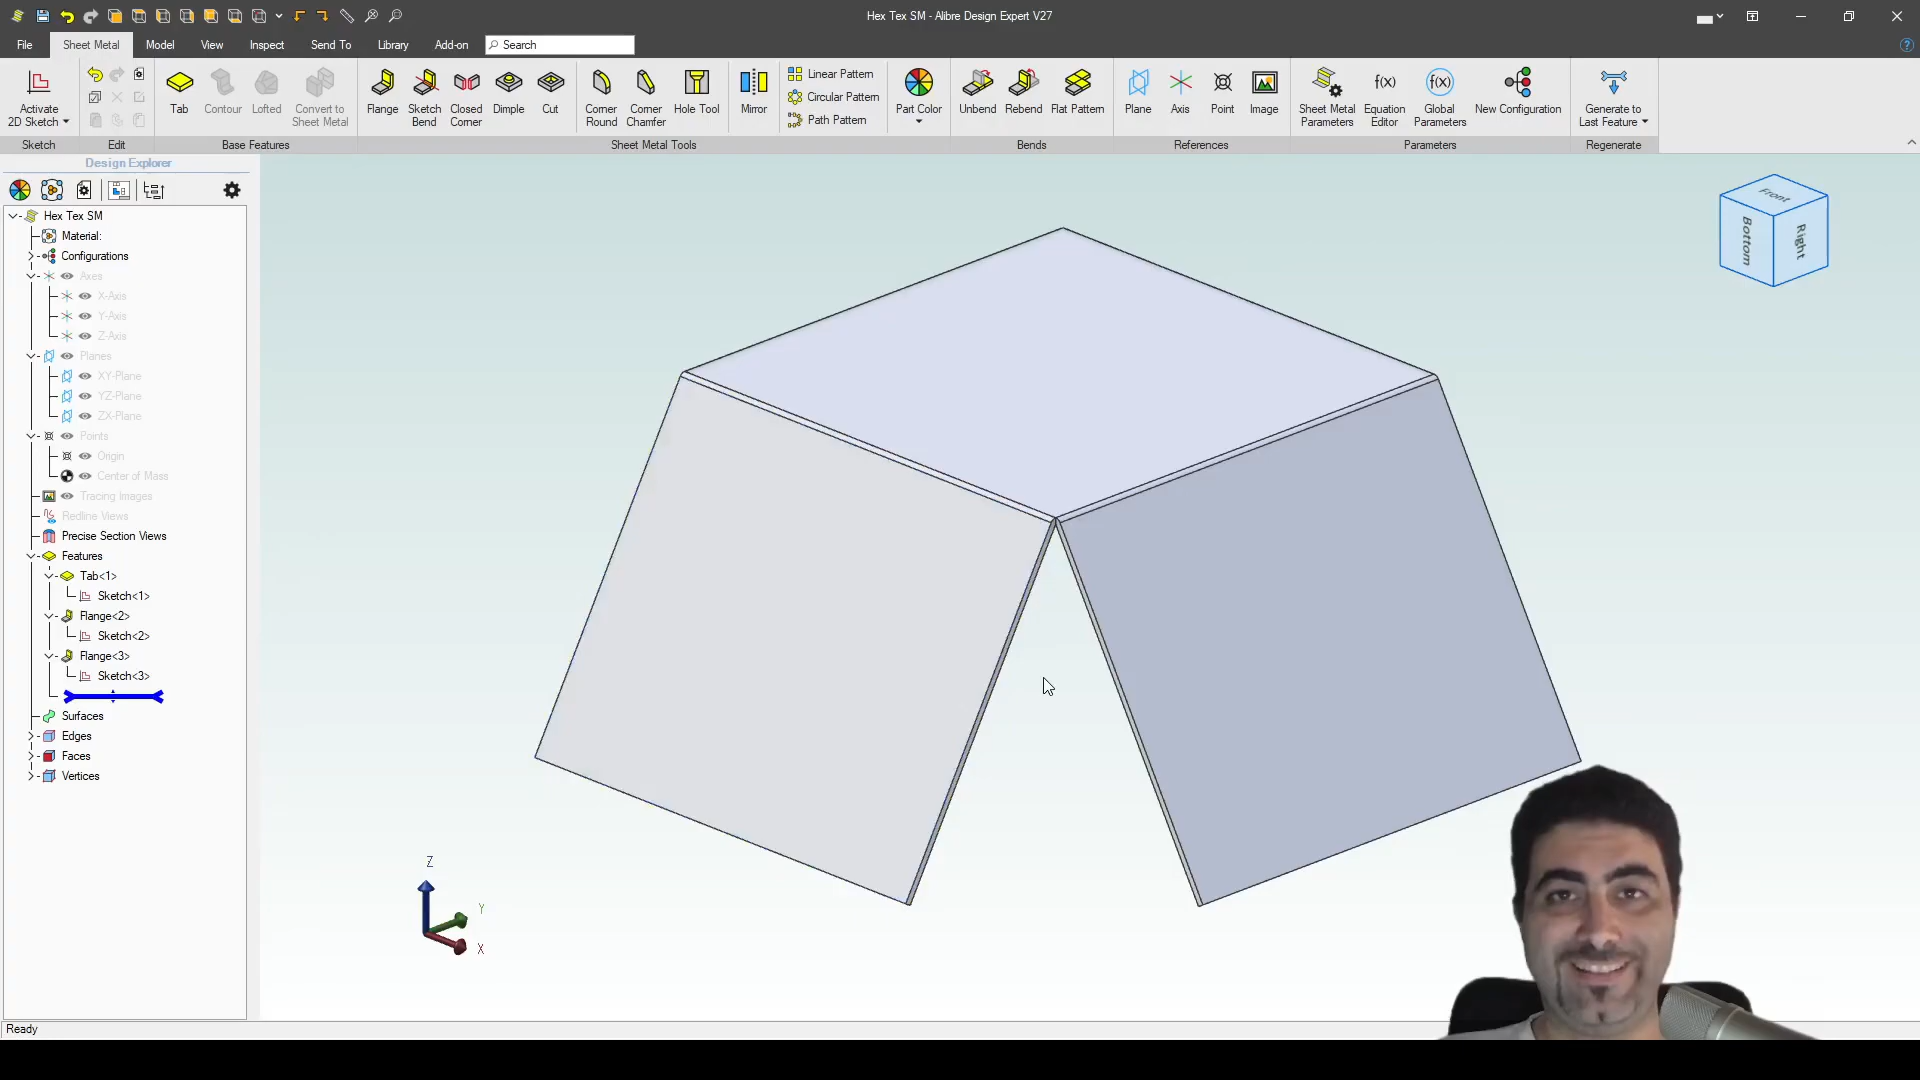 Hex Tex SM - Alibre Design Expert V27
File
Sheet Metal
Model
View
Inspect
Send To
Library
Add-on
Search
Activate
2D Sketch
Tab
Contour
Lofted
Convert to
Sheet Metal
Flange
Sketch
Bend
Closed
Corner
Dimple
Cut
Corner
Round
Corner
Chamfer
Hole Tool
Mirror
Linear Pattern
Circular Pattern
Path Pattern
Part Color
Unbend
Rebend
Flat Pattern
Plane
Axis
Point
Image
Sheet Metal
Parameters
f(x)
Equation
Editor
f(x)
Global
Parameters
New Configuration
Generate to
Last Feature
Sketch
Edit
Base Features
Sheet Metal Tools
Bends
References
Parameters
Regenerate
Design Explorer
Hex Tex SM
Material:
Configurations
Axes
X-Axis
Y-Axis
Z-Axis
Planes
XY-Plane
YZ-Plane
ZX-Plane
Points
Origin
Center of Mass
Tracing Images
Redline Views
Precise Section Views
Features
Tab<1>
Sketch<1>
Flange<2>
Sketch<2>
Flange<3>
Sketch<3>
Surfaces
Edges
Faces
Vertices
Front
Bottom
Right
Z
Y
X
Ready